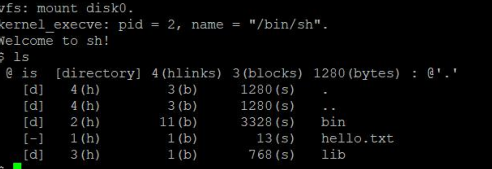 vfs: mount disk0.
kernel_execve: pid = 2, name = "/bin/sh".
Welcome to sh!
$ ls
@ is  [directory] 4(hlinks) 3(blocks) 1280(bytes) : @'.'
[d]   4(h)       3(b)     1280(s)   .
[d]   4(h)       3(b)     1280(s)   ..
[d]   2(h)      11(b)     3328(s)   bin
[-]   1(h)       1(b)       13(s)   hello.txt
[d]   3(h)       1(b)      768(s)   lib
$